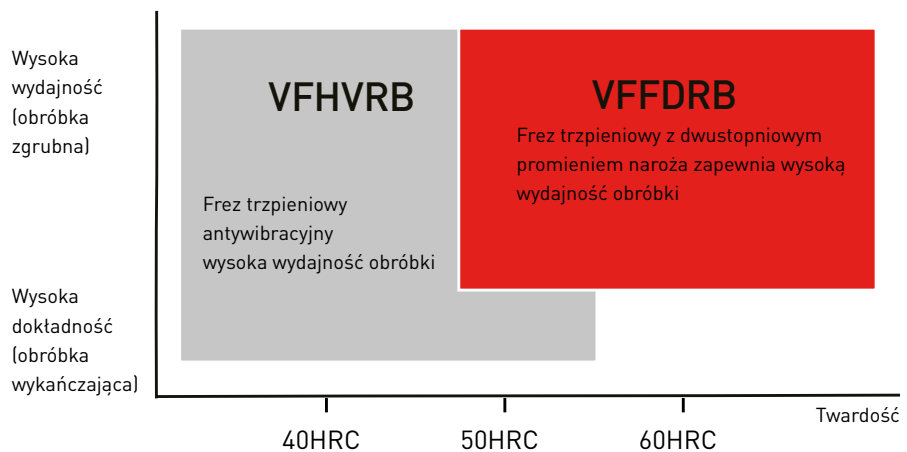 Wysoka
wydajność
(obróbka
zgrubna)
VFHVRB
Frez trzpieniowy
antywibracyjny
wysoka wydajność obróbki
VFFDRB
Frez trzpieniowy z dwustopniowym
promieniem naroża zapewnia wysoką
wydajność obróbki
Wysoka
dokładność
(obróbka
wykańczająca)
Twardość
40HRC
50HRC
60HRC